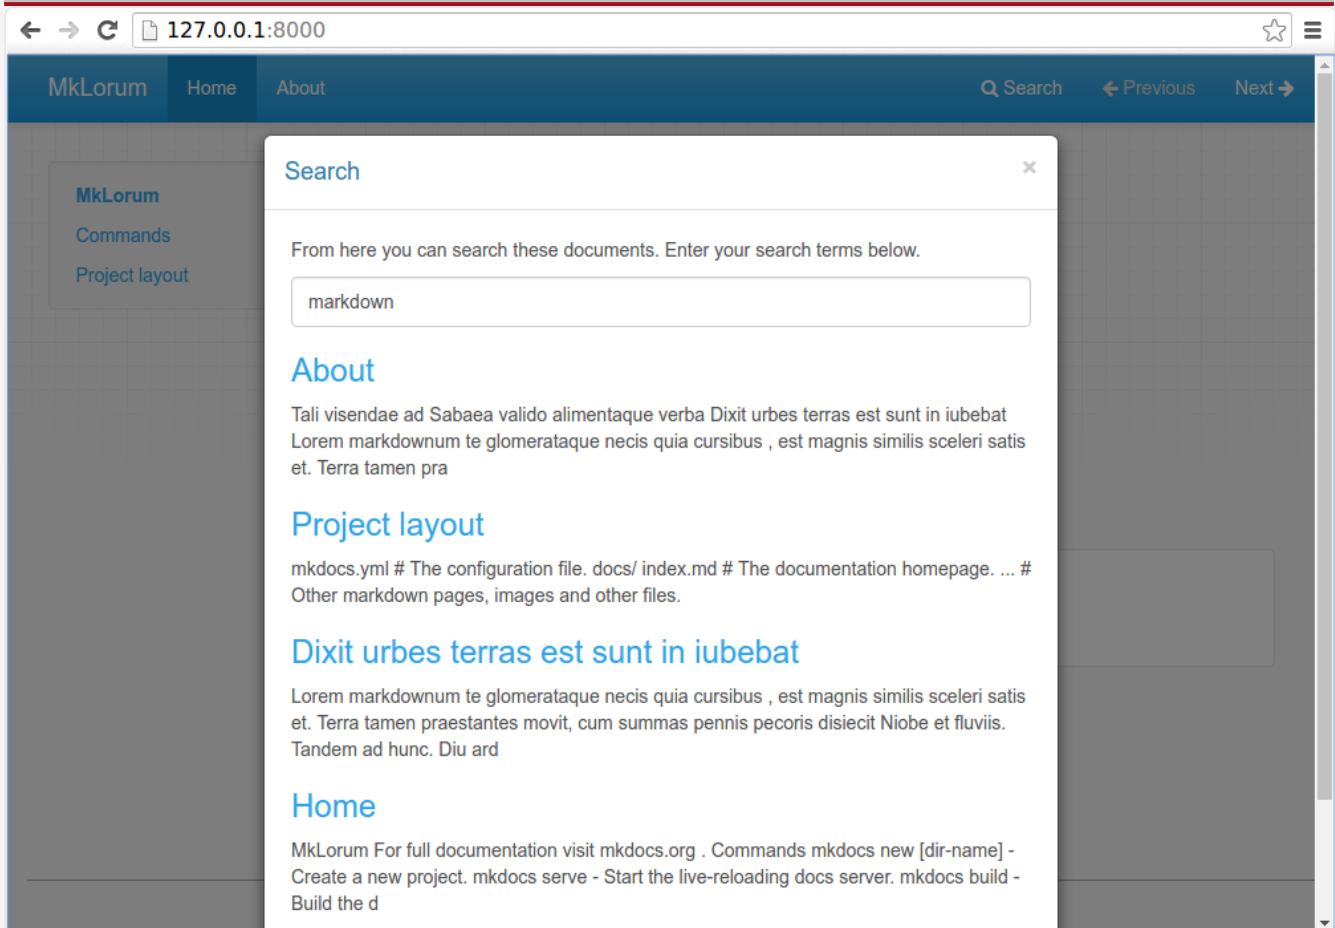 127.0.0.1:8000
MkLorum Home About Search Previous Next
Search ×
MkLorum
Commands
Project layout
From here you can search these documents. Enter your search terms below.
markdown
About
Tali visendae ad Sabaea valido alimentaque verba Dixit urbes terras est sunt in iubebat
Lorem markdownum te glomerataque necis quia cursibus , est magnis similis sceleri satis
et. Terra tamen pra
Project layout
mkdocs.yml # The configuration file. docs/ index.md # The documentation homepage. ... #
Other markdown pages, images and other files.
Dixit urbes terras est sunt in iubebat
Lorem markdownum te glomerataque necis quia cursibus , est magnis similis sceleri satis
et. Terra tamen praestantes movit, cum summas pennis pecoris disiecit Niobe et fluviis.
Tandem ad hunc. Diu ard
Home
MkLorum For full documentation visit mkdocs.org . Commands mkdocs new [dir-name] -
Create a new project. mkdocs serve - Start the live-reloading docs server. mkdocs build -
Build the d